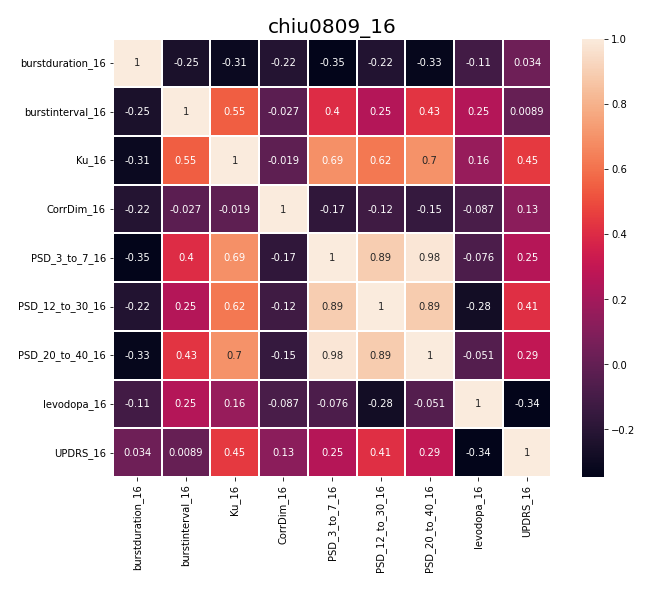 chiu0809_16
burstduration_16 1 -0.25 -0.31 -0.22 -0.35 -0.22 -0.33 -0.11 0.034
burstinterval_16 -0.25 1 0.55 -0.027 0.4 0.25 0.43 0.25 0.0089
Ku_16 -0.31 0.55 1 -0.019 0.69 0.62 0.7 0.16 0.45
CorrDim_16 -0.22 -0.027 -0.019 1 -0.17 -0.12 -0.15 -0.087 0.13
PSD_3_to_7_16 -0.35 0.4 0.69 -0.17 1 0.89 0.98 -0.076 0.25
PSD_12_to_30_16 -0.22 0.25 0.62 -0.12 0.89 1 0.89 -0.28 0.41
PSD_20_to_40_16 -0.33 0.43 0.7 -0.15 0.98 0.89 1 -0.051 0.29
levodopa_16 -0.11 0.25 0.16 -0.087 -0.076 -0.28 -0.051 1 -0.34
UPDRS_16 0.034 0.0089 0.45 0.13 0.25 0.41 0.29 -0.34 1
burstduration_16
burstinterval_16
Ku_16
CorrDim_16
PSD_3_to_7_16
PSD_12_to_30_16
PSD_20_to_40_16
levodopa_16
UPDRS_16
1.0
0.8
0.6
0.4
0.2
0.0
−0.2